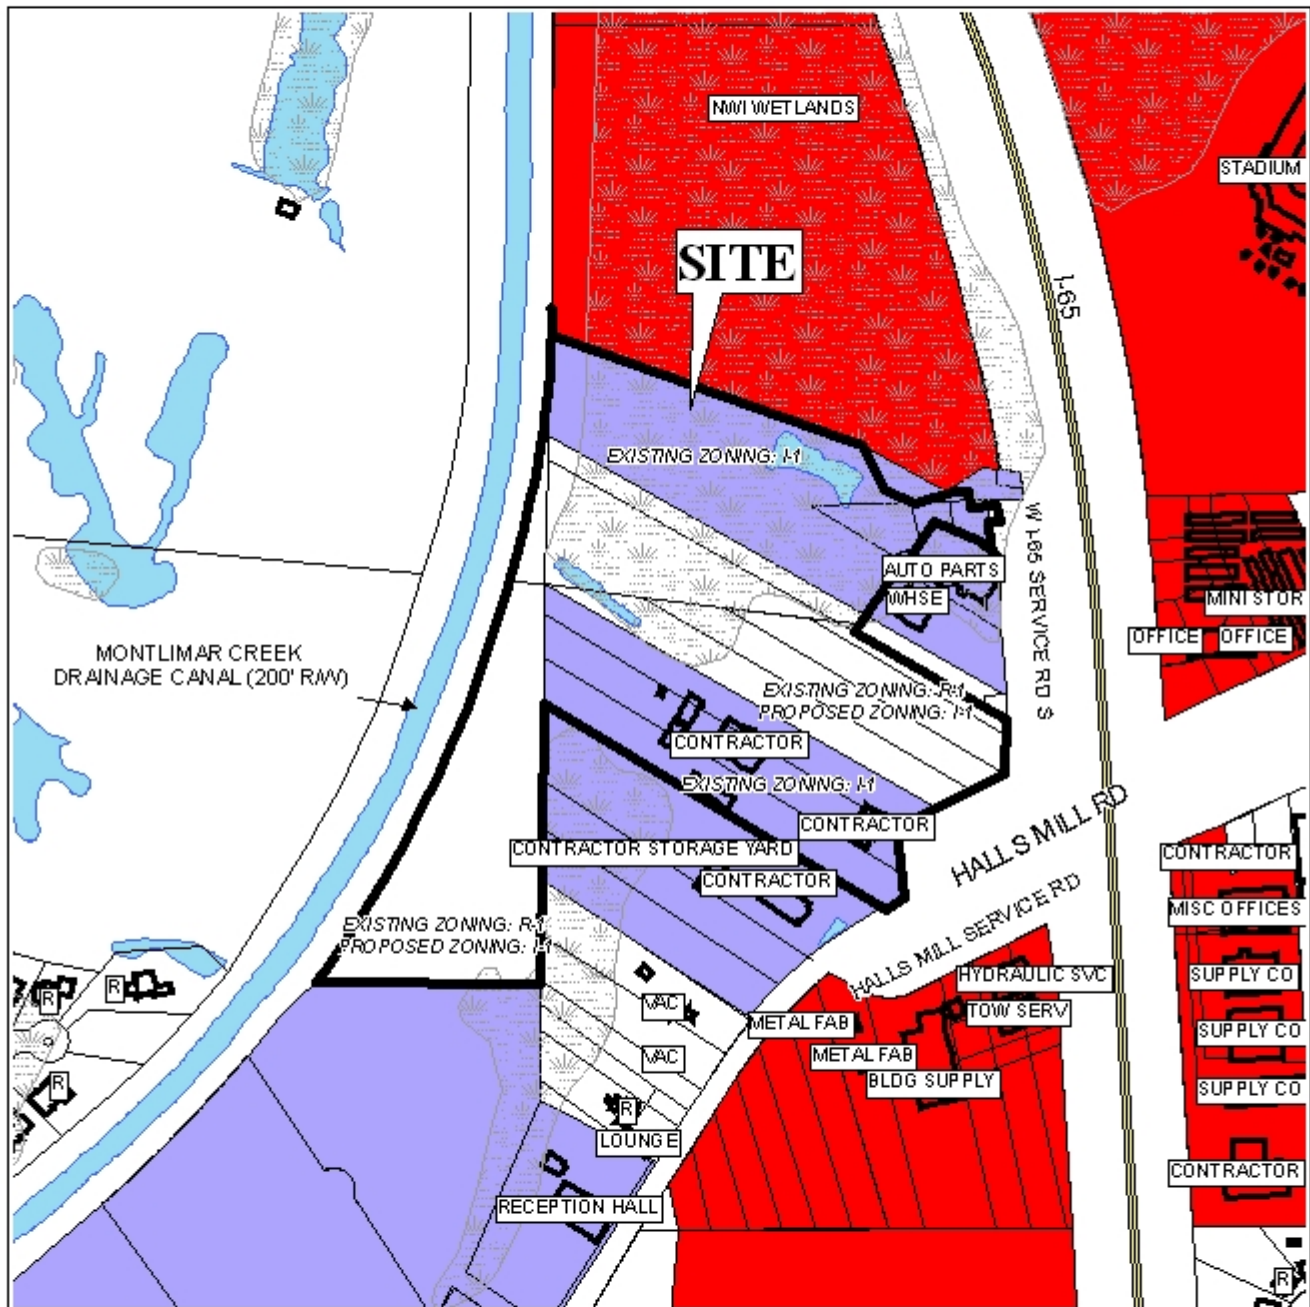 NWI WETLANDS
STADIUM
SITE
I-65
EXISTING ZONING: I-1
W I-65 SERVICE RD S
AUTO PARTS
WHSE
MINI STOR
OFFICE
OFFICE
MONTLIMAR CREEK
DRAINAGE CANAL (200' R/W)
EXISTING ZONING: R-1
PROPOSED ZONING: I-1
CONTRACTOR
EXISTING ZONING: I-1
CONTRACTOR
HALLS MILL RD
CONTRACTOR STORAGE YARD
CONTRACTOR
CONTRACTOR
HALLS MILL SERVICE RD
MISC OFFICES
EXISTING ZONING: R-1
PROPOSED ZONING: I-1
HYDRAULIC SVC
SUPPLY CO
R
R
VAC
TOW SERV
METAL FAB
SUPPLY CO
METAL FAB
VAC
BLDG SUPPLY
SUPPLY CO
R
R
LOUNGE
CONTRACTOR
RECEPTION HALL
R